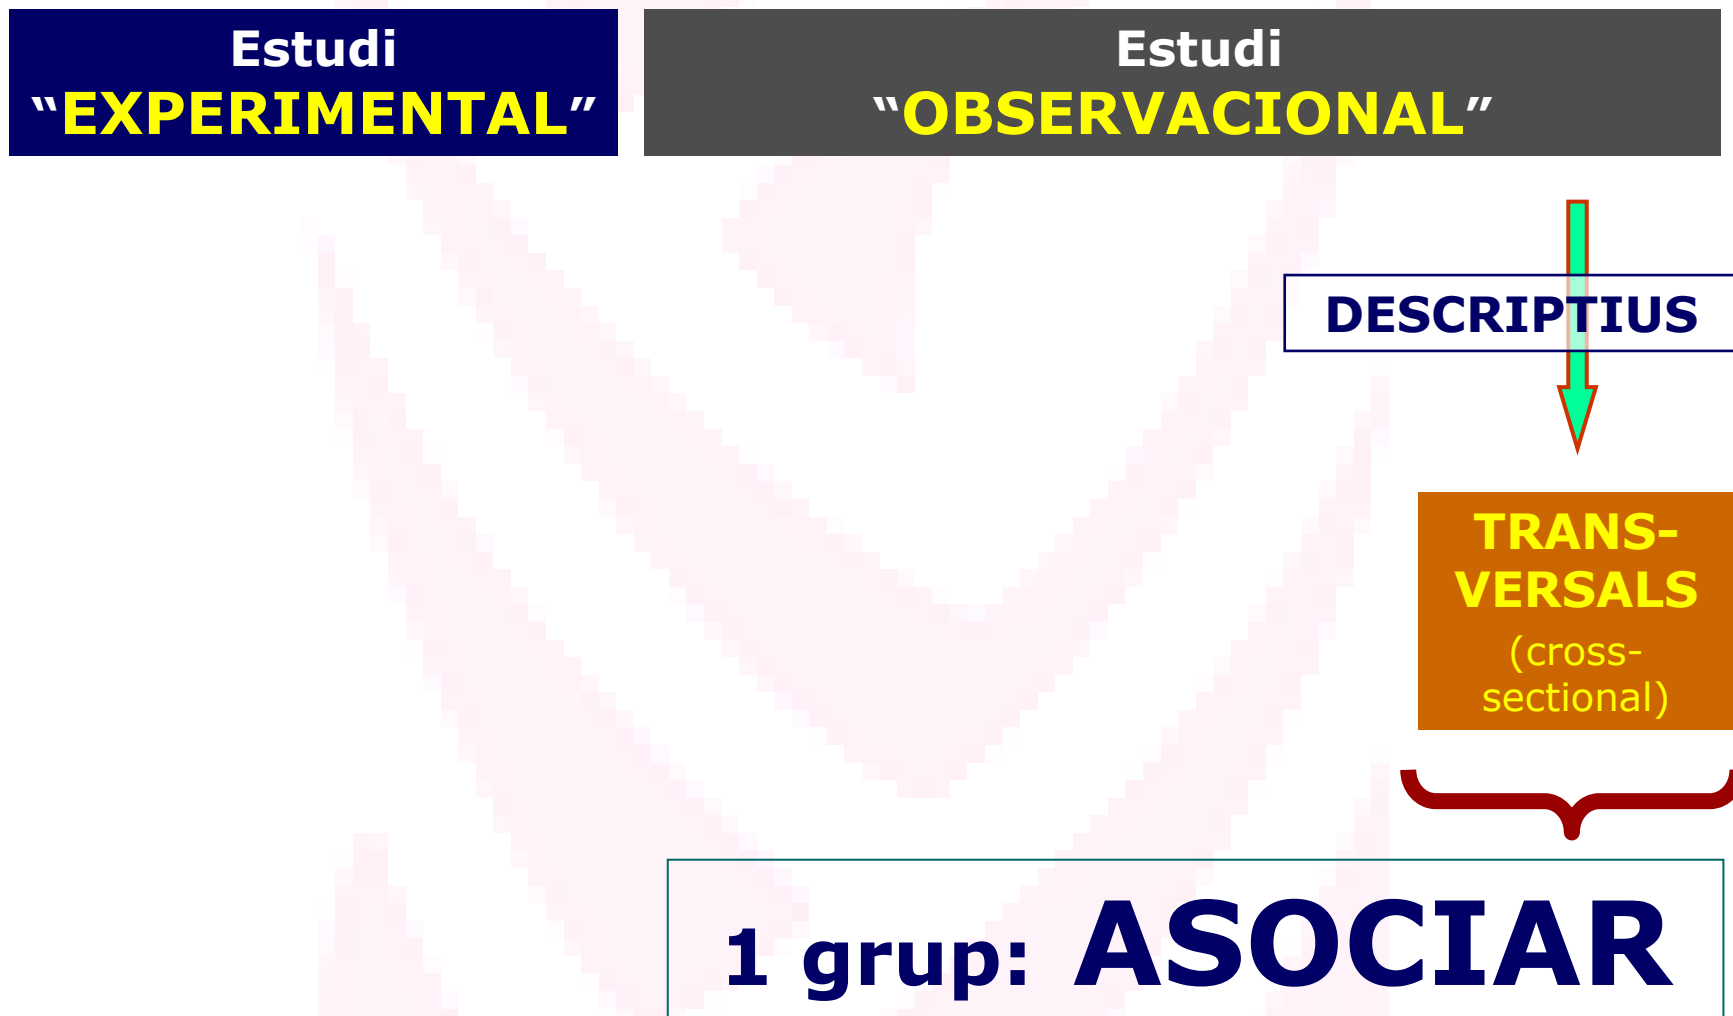 Estudi
“EXPERIMENTAL”
Estudi
“OBSERVACIONAL”
DESCRIPTIUS
TRANS-
VERSALS
(cross-
sectional)
1 grup: ASOCIAR